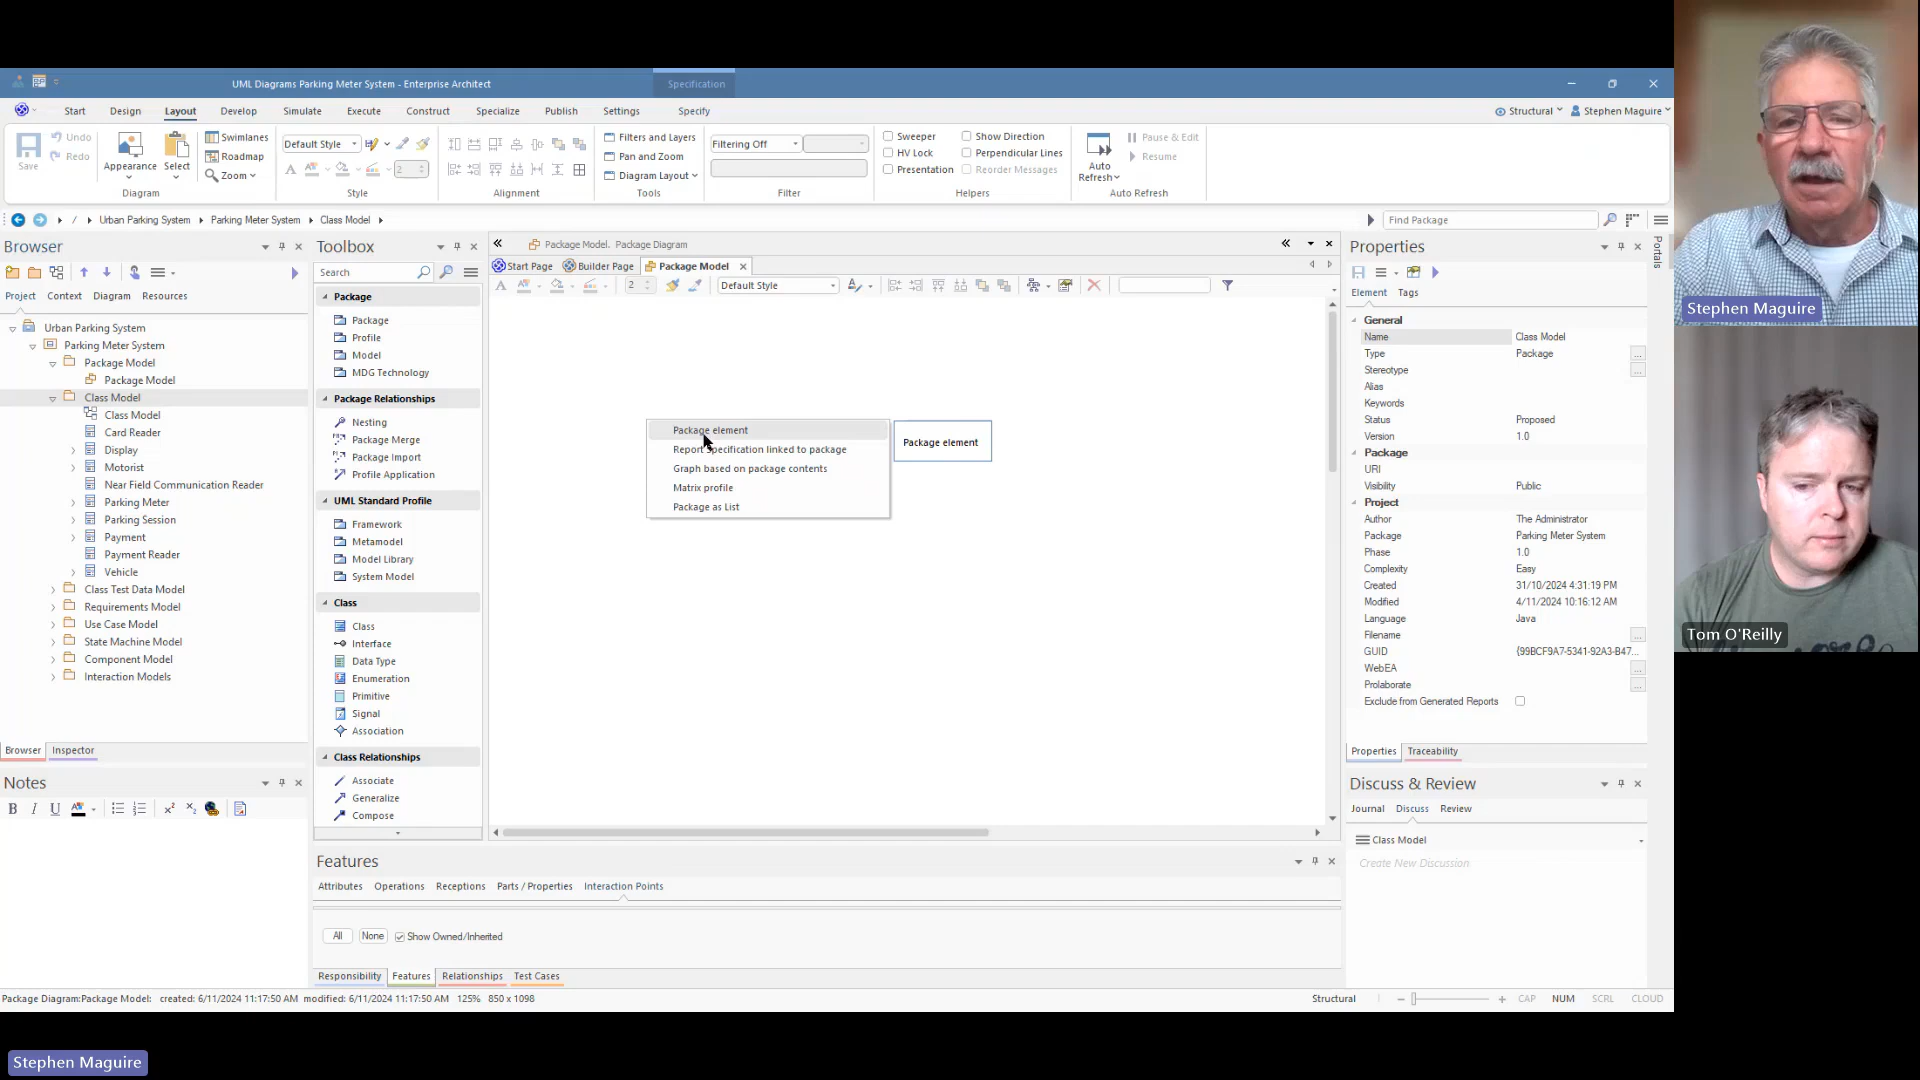 UML Diagrams Parking Meter System - Enterprise Architect
Specification
Start
Design
Layout
Develop
Simulate
Execute
Construct
Specialize
Publish
Settings
Specify
Structural
Stephen Maguire
Save
Undo
Redo
Appearance
Select
Swimlanes
Roadmap
Zoom
Diagram
Default Style
2
Style
Alignment
Filters and Layers
Pan and Zoom
Diagram Layout
Tools
Filtering Off
Filter
Sweeper
HV Lock
Presentation
Show Direction
Perpendicular Lines
Reorder Messages
Helpers
Auto
Refresh
Pause & Edit
Resume
Auto Refresh
/
Urban Parking System
Parking Meter System
Class Model
Find Package
Portals
Browser
Project
Context
Diagram
Resources
Urban Parking System
Parking Meter System
Package Model
Package Model
Class Model
Class Model
Card Reader
Display
Motorist
Near Field Communication Reader
Parking Meter
Parking Session
Payment
Payment Reader
Vehicle
Class Test Data Model
Requirements Model
Use Case Model
State Machine Model
Component Model
Interaction Models
Browser
Inspector
Notes
Toolbox
Search
Package
Package
Profile
Model
MDG Technology
Package Relationships
Nesting
Package Merge
Package Import
Profile Application
UML Standard Profile
Framework
Metamodel
Model Library
System Model
Class
Class
Interface
Data Type
Enumeration
Primitive
Signal
Association
Class Relationships
Associate
Generalize
Compose
Package Model. Package Diagram
Start Page
Builder Page
Package Model
2
Default Style
Package element
Report Specification linked to package
Graph based on package contents
Matrix profile
Package as List
Package element
Features
Attributes
Operations
Receptions
Parts / Properties
Interaction Points
All
None
Show Owned/Inherited
Responsibility
Features
Relationships
Test Cases
Properties
Element
Tags
General
Name Class Model
Type Package
Stereotype
Alias
Keywords
Status Proposed
Version 1.0
Package
URI
Visibility Public
Project
Author The Administrator
Package Parking Meter System
Phase 1.0
Complexity Easy
Created 31/10/2024 4:31:19 PM
Modified 4/11/2024 10:16:12 AM
Language Java
Filename
GUID {99BCF9A7-5341-92A3-B47...
WebEA
Prolaborate
Exclude from Generated Reports
Properties
Traceability
Discuss & Review
Journal
Discuss
Review
Class Model
Create New Discussion
Package Diagram:Package Model: created: 6/11/2024 11:17:50 AM modified: 6/11/2024 11:17:50 AM 125% 850 x 1098
Structural
CAP
NUM
SCRL
CLOUD
Stephen Maguire
Tom O'Reilly
Stephen Maguire